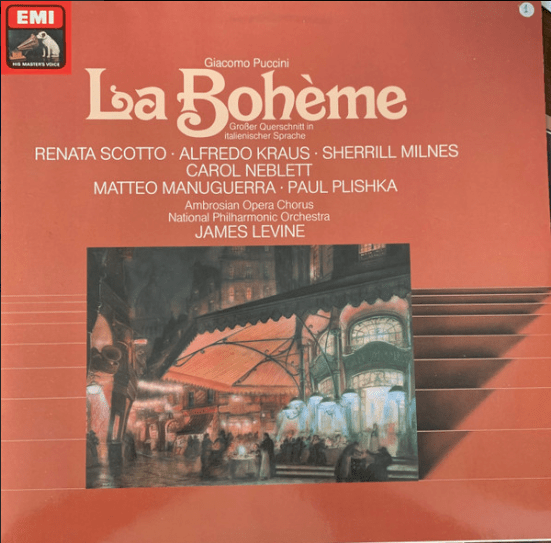 EMI
HIS MASTER'S VOICE
1
Giacomo Puccini
La Bohème
Großer Querschnitt in
italienischer Sprache
RENATA SCOTTO · ALFREDO KRAUS · SHERRILL MILNES
CAROL NEBLETT
MATTEO MANUGUERRA · PAUL PLISHKA
Ambrosian Opera Chorus
National Philharmonic Orchestra
JAMES LEVINE